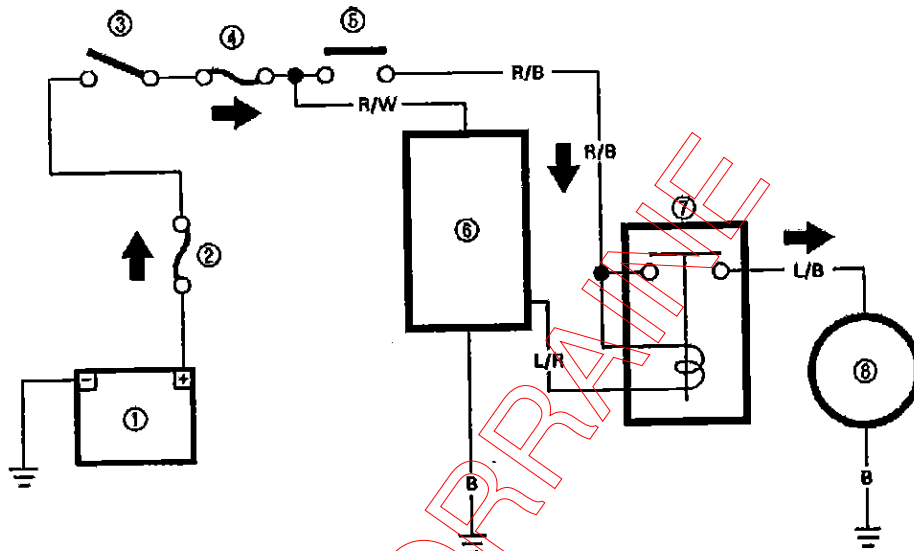 ③
④
⑤
R/B
R/W
R/B
⑦
⑥
②
L/B
L/R
⑧
- +
①
B
B
ORRAINE